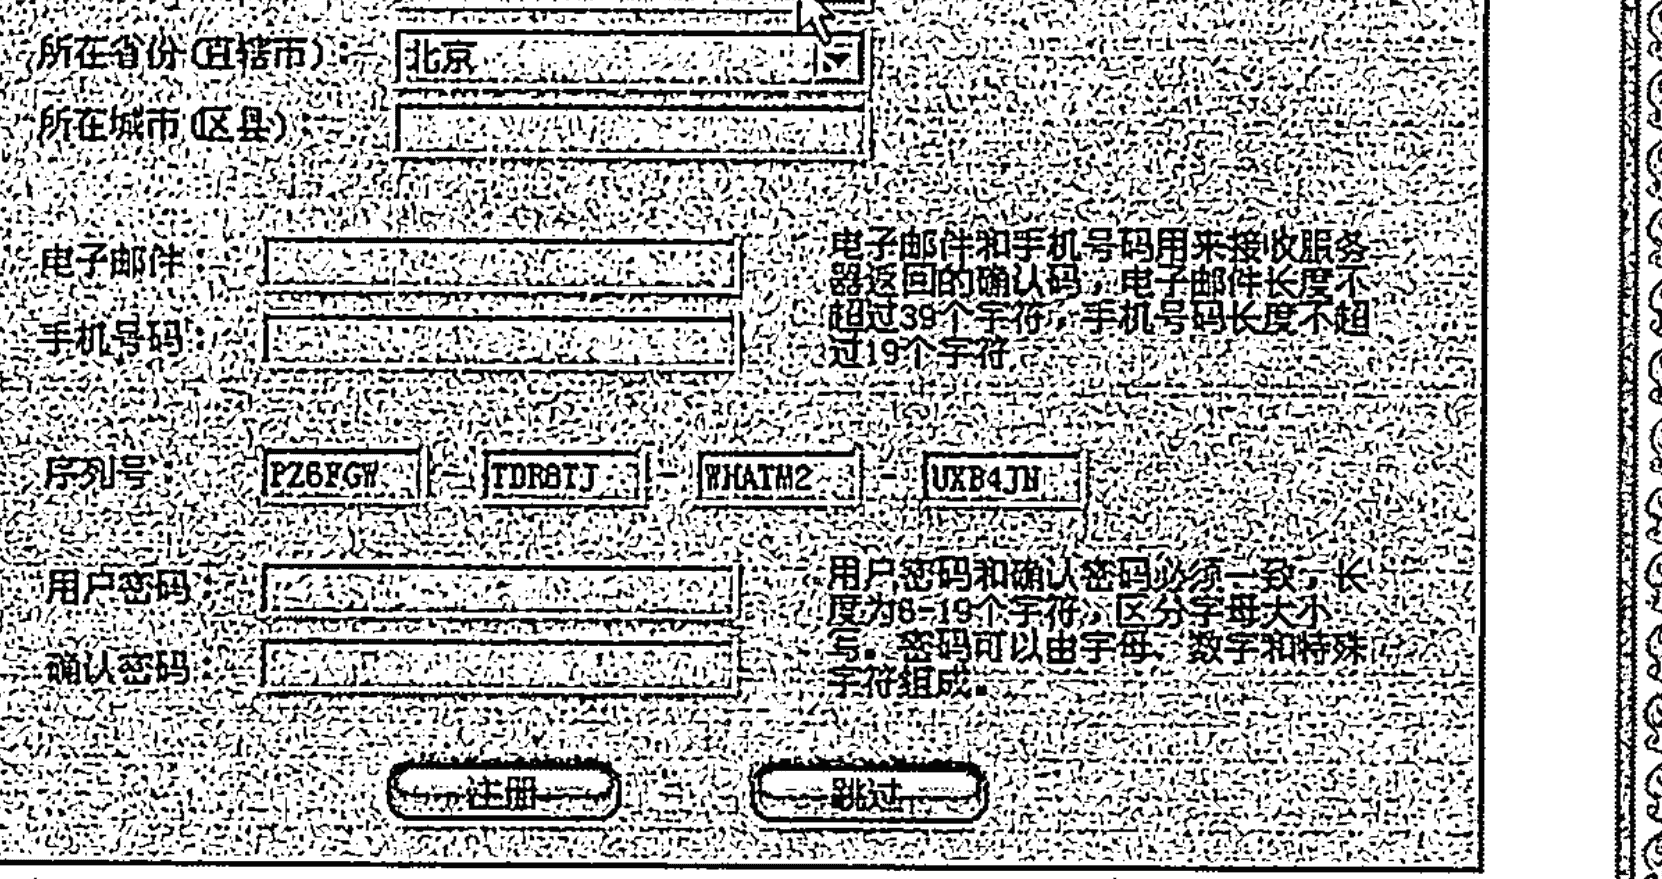 所在省份(直辖市)： 北京
所在城市(区县)：
电子邮件：
手机号码：
电子邮件和手机号码用来接收服务
器返回的确认码，电子邮件长度不
超过39个字符，手机号码长度不超
过19个字符
序列号： PZ6FGW - TDR8TJ - WHATM2 - UXB4JN
用户密码：
确认密码：
用户密码和确认密码必须一致，长
度为8-19个字符，区分字母大小
写。密码可以由字母、数字和特殊
字符组成。
注册 跳过